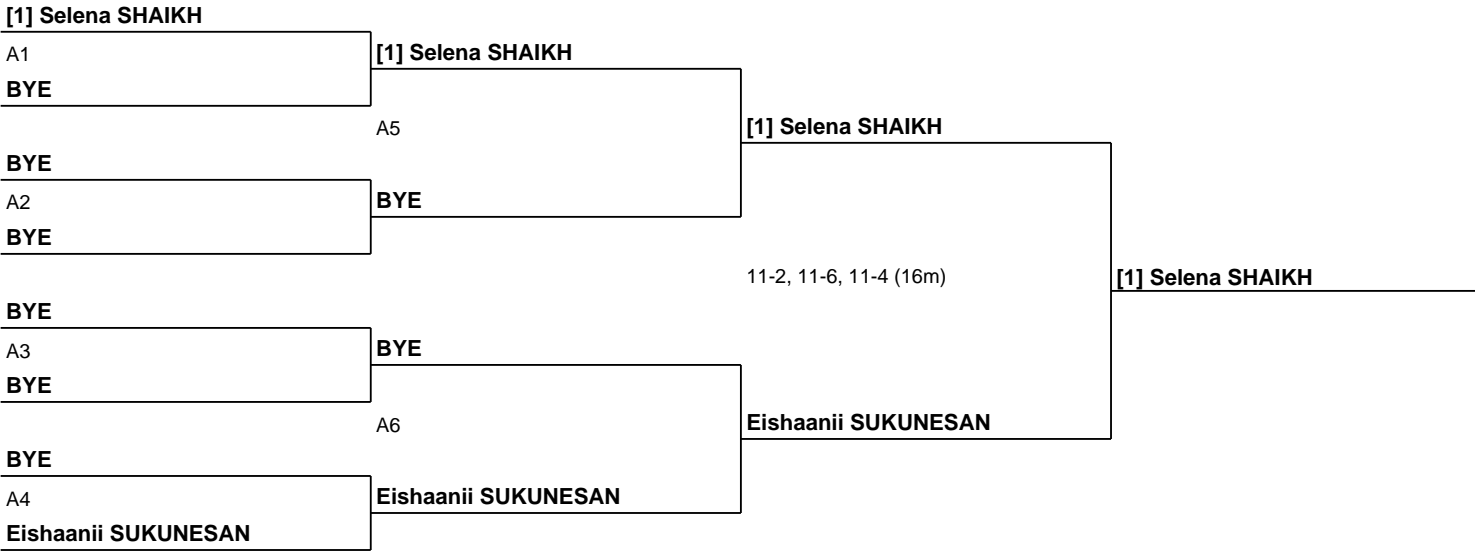 [1] Selena SHAIKH
A1
[1] Selena SHAIKH
BYE
A5
[1] Selena SHAIKH
BYE
A2
BYE
BYE
11-2, 11-6, 11-4 (16m)
[1] Selena SHAIKH
BYE
A3
BYE
BYE
A6
Eishaanii SUKUNESAN
BYE
A4
Eishaanii SUKUNESAN
Eishaanii SUKUNESAN